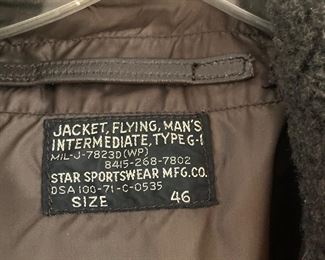 JACKET, FLYING, MAN'S
INTERMEDIATE, TYPE G-1
MIL-J-7823D(WP)
8415-268-7802
STAR SPORTSWEAR MFG.CO.
DSA 100-71-C-0535
SIZE 46